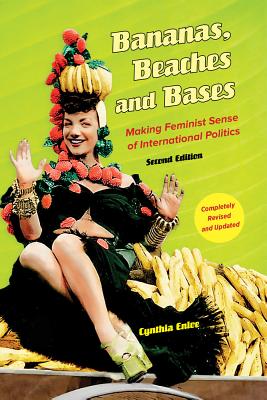 Bananas,
Beaches
and Bases
Making Feminist Sense
of International Politics
Second Edition
Completely
Revised
and Updated
Cynthia Enloe